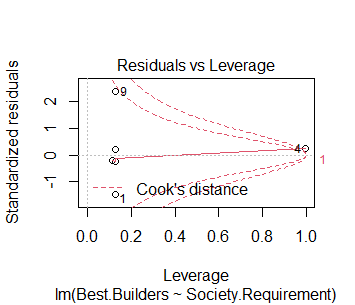 Residuals vs Leverage
Standardized residuals
2
1
0
-1
9
4
1
1
Cook's distance
0.0 0.2 0.4 0.6 0.8 1.0
Leverage
lm(Best.Builders ~ Society.Requirement)